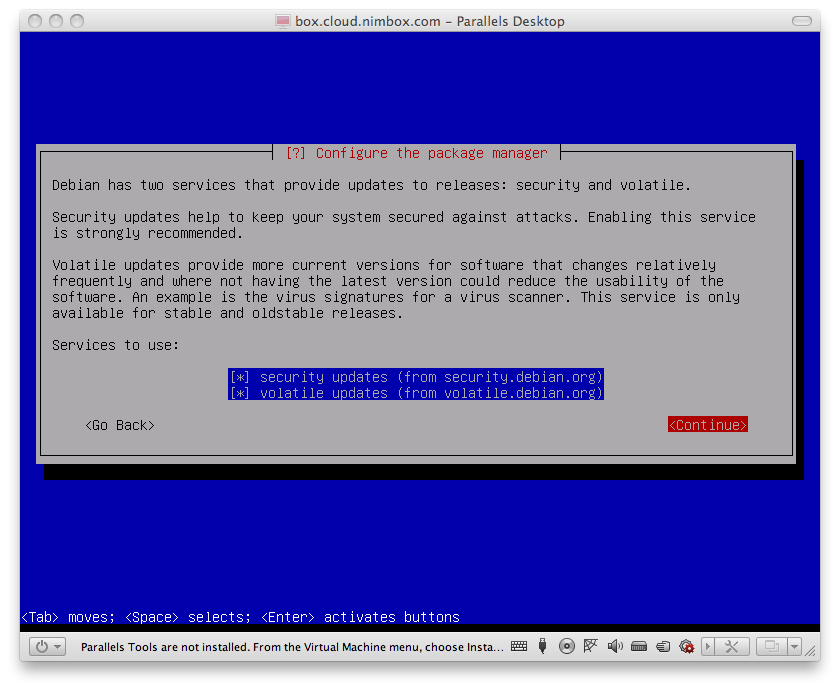 box.cloud.nimbox.com – Parallels Desktop
[?] Configure the package manager
Debian has two services that provide updates to releases: security and volatile.
Security updates help to keep your system secured against attacks. Enabling this service
is strongly recommended.
Volatile updates provide more current versions for software that changes relatively
frequently and where not having the latest version could reduce the usability of the
software. An example is the virus signatures for a virus scanner. This service is only
available for stable and oldstable releases.
Services to use:
[*] security updates (from security.debian.org)
[*] volatile updates (from volatile.debian.org)
<Go Back> <Continue>
<Tab> moves; <Space> selects; <Enter> activates buttons
Parallels Tools are not installed. From the Virtual Machine menu, choose Insta...